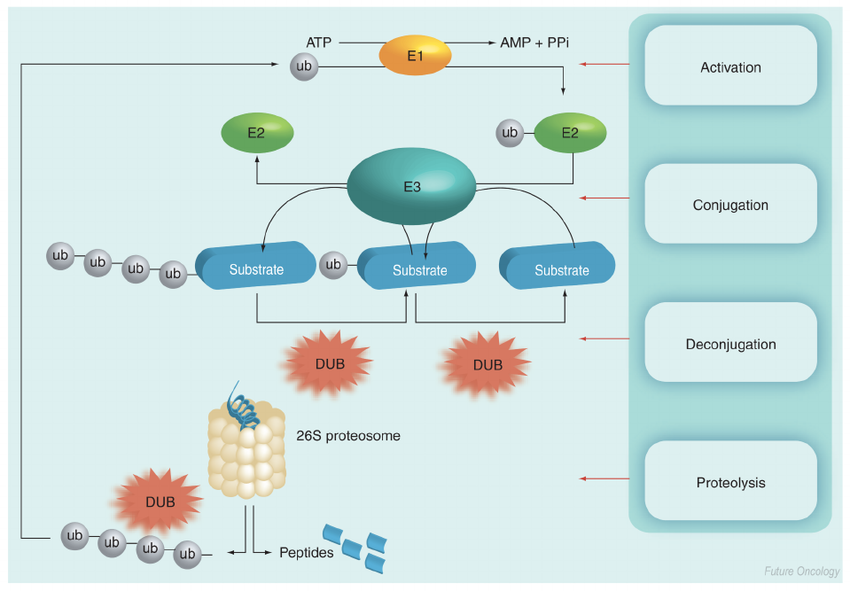 ATP
AMP + PPi
E1
ub
Activation
E2
ub
E2
E3
Conjugation
ub
ub
ub
ub
Substrate
ub
Substrate
Substrate
DUB
DUB
Deconjugation
26S proteosome
DUB
Proteolysis
ub
ub
ub
ub
Peptides
Future Oncology